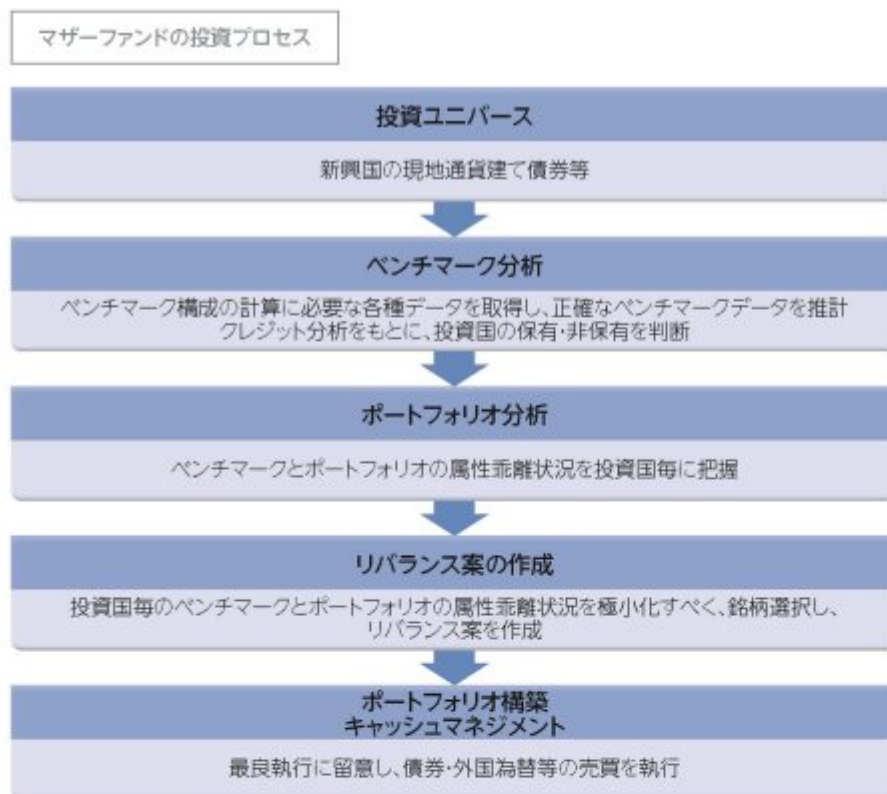 マザーファンドの投資プロセス
投資ユニバース
新興国の現地通貨建て債券等
ベンチマーク分析
ベンチマーク構成の計算に必要な各種データを取得し、正確なベンチマークデータを推計
クレジット分析をもとに、投資国の保有・非保有を判断
ポートフォリオ分析
ベンチマークとポートフォリオの属性乖離状況を投資国毎に把握
リバランス案の作成
投資国毎のベンチマークとポートフォリオの属性乖離状況を極小化すべく、銘柄選択し、
リバランス案を作成
ポートフォリオ構築
キャッシュマネジメント
最良執行に留意し、債券・外国為替等の売買を執行